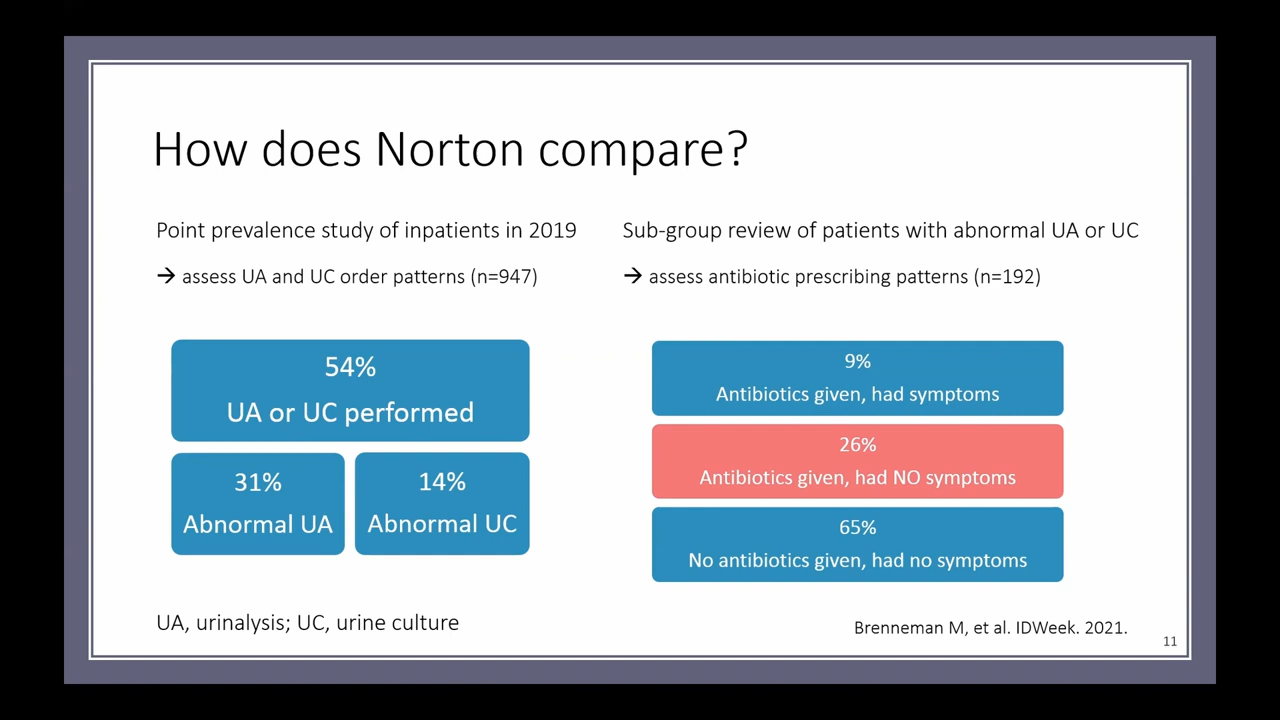 How does Norton compare?
Point prevalence study of inpatients in 2019
→ assess UA and UC order patterns (n=947)
54%
UA or UC performed
31%
Abnormal UA
14%
Abnormal UC
UA, urinalysis; UC, urine culture
Sub-group review of patients with abnormal UA or UC
→ assess antibiotic prescribing patterns (n=192)
9%
Antibiotics given, had symptoms
26%
Antibiotics given, had NO symptoms
65%
No antibiotics given, had no symptoms
Brenneman M, et al. IDWeek. 2021.
11